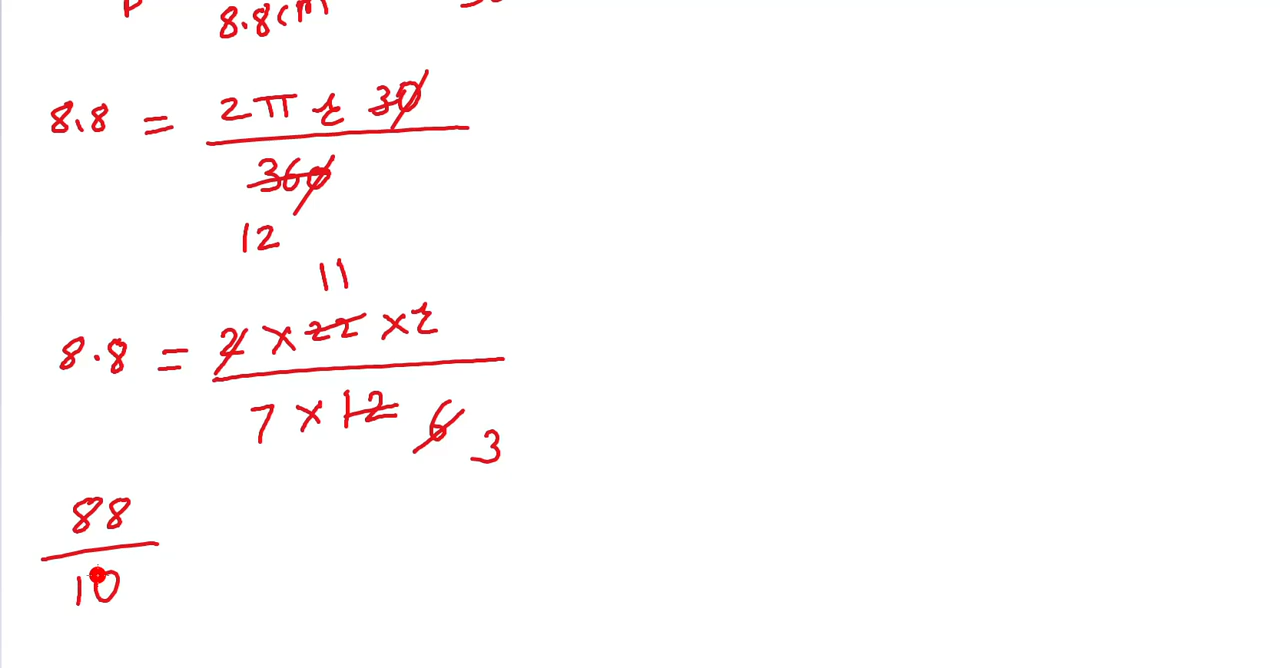 8.8cm
8.8 = 2π r 30
360
12
11
8.8 = 2 × 22 × r
7 × 12 6 3
88
10